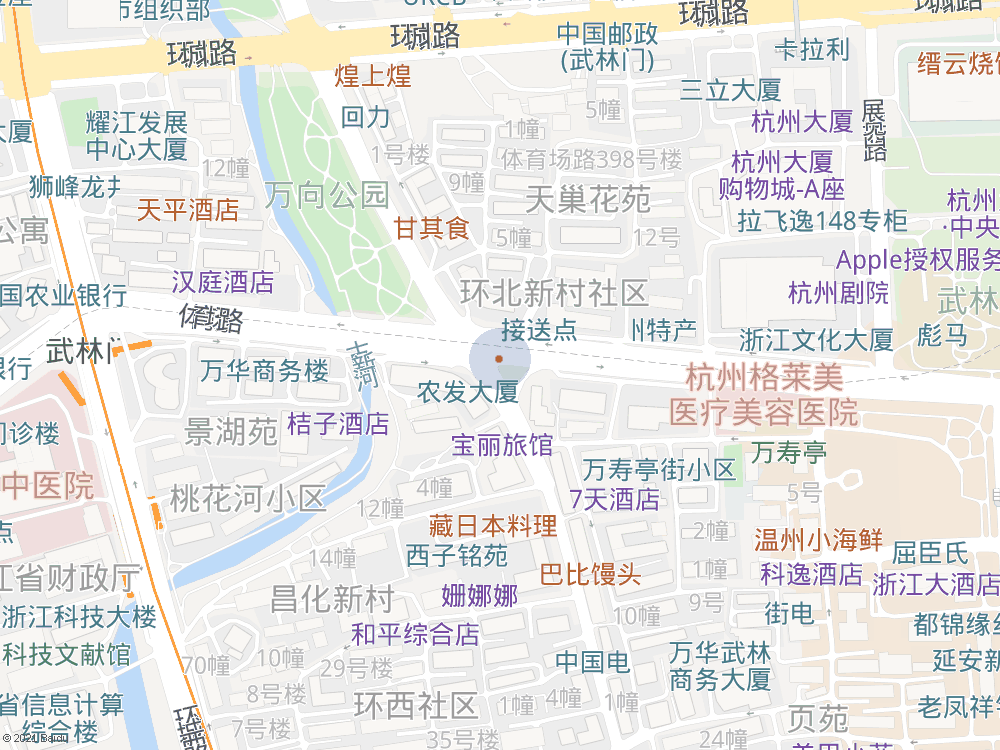 市组织部
环城路
环城路
中国邮政
(武林门)
环城路
卡拉利
环城路
缙云烧饼
煌上煌
回力
三立大厦
5幢
耀江发展
中心大厦
大厦
12幢
1号楼
1幢
体育场路398号楼
杭州大厦
展览路
杭州大厦
购物城-A座
狮峰龙井
万向公园
9幢
天巢花苑
天平酒店
公寓
甘其食
5幢
12号
拉飞逸148专柜
杭州
·中央
Apple授权服务
汉庭酒店
国农业银行
环北新村社区
杭州剧院
武林
体育路
接送点
州特产
浙江文化大厦
彪马
武林门
银行
万华商务楼
古新河
农发大厦
杭州格莱美
医疗美容医院
景湖苑
桔子酒店
宝丽旅馆
门诊楼
中医院
万寿亭街小区
万寿亭
桃花河小区
12幢
4幢
7天酒店
5号
点
藏日本料理
2幢
温州小海鲜
14幢
西子铭苑
屈臣氏
江省财政厅
巴比馒头
1幢
科逸酒店
浙江大酒店
昌化新村
姗娜娜
9号
浙江科技大楼
10幢
街电
都锦缘丝
和平综合店
科技文献馆
70幢
10幢
29号楼
中国电
万华武林
商务大厦
延安新
省信息计算
综合楼
8号楼
环西社区
1幢
4幢
1幢
老凤祥
7号楼
35号楼
24幢
页苑
© 2021 Baidu